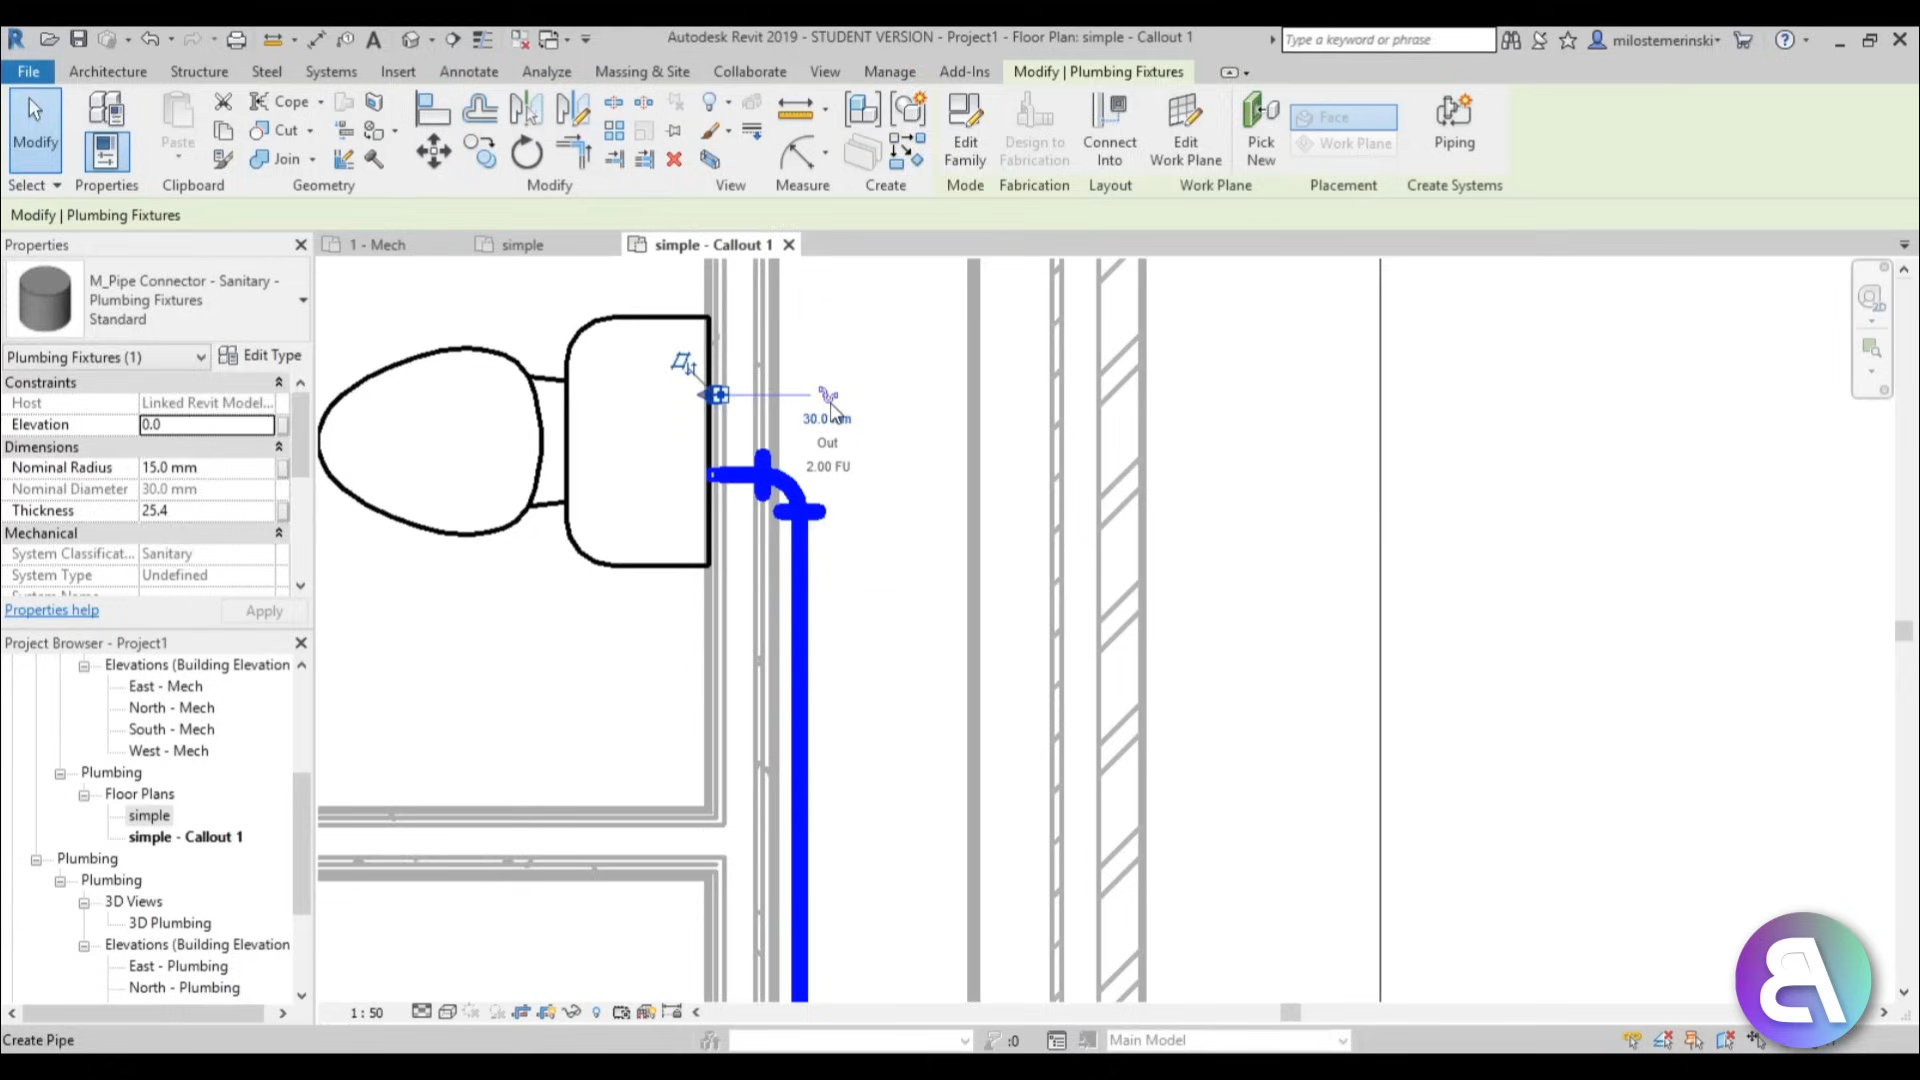 Autodesk Revit 2019 - STUDENT VERSION - Project1 - Floor Plan: simple - Callout 1
Type a keyword or phrase
milostemerinski
File Architecture Structure Steel Systems Insert Annotate Analyze Massing & Site Collaborate View Manage Add-Ins Modify | Plumbing Fixtures
Modify
Paste
Cope
Cut
Join
Edit Family
Design to Fabrication
Connect Into
Edit Work Plane
Pick New
Face
Work Plane
Piping
Select Properties Clipboard Geometry Modify View Measure Create Mode Fabrication Layout Work Plane Placement Create Systems
Modify | Plumbing Fixtures
Properties
1 - Mech
simple
simple - Callout 1
M_Pipe Connector - Sanitary -
Plumbing Fixtures
Standard
Plumbing Fixtures (1)
Edit Type
Constraints
Host Linked Revit Model...
Elevation 0.0
Dimensions
Nominal Radius 15.0 mm
Nominal Diameter 30.0 mm
Thickness 25.4
Mechanical
System Classificat... Sanitary
System Type Undefined
Properties help
Apply
Project Browser - Project1
Elevations (Building Elevation
East - Mech
North - Mech
South - Mech
West - Mech
Plumbing
Floor Plans
simple
simple - Callout 1
Plumbing
Plumbing
3D Views
3D Plumbing
Elevations (Building Elevation
East - Plumbing
North - Plumbing
Out
2.00 FU
1 : 50
Create Pipe
:0
Main Model